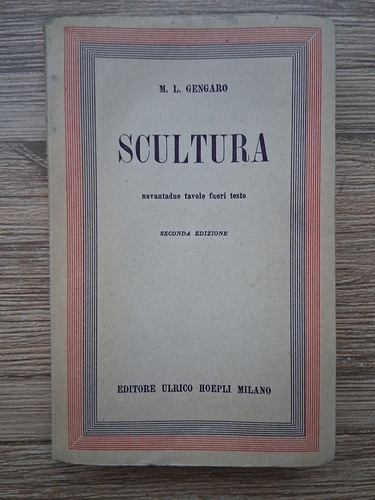 M. L. GENGARO
SCULTURA
novantadue tavole fuori testo
SECONDA EDIZIONE
EDITORE ULRICO HOEPLI MILANO